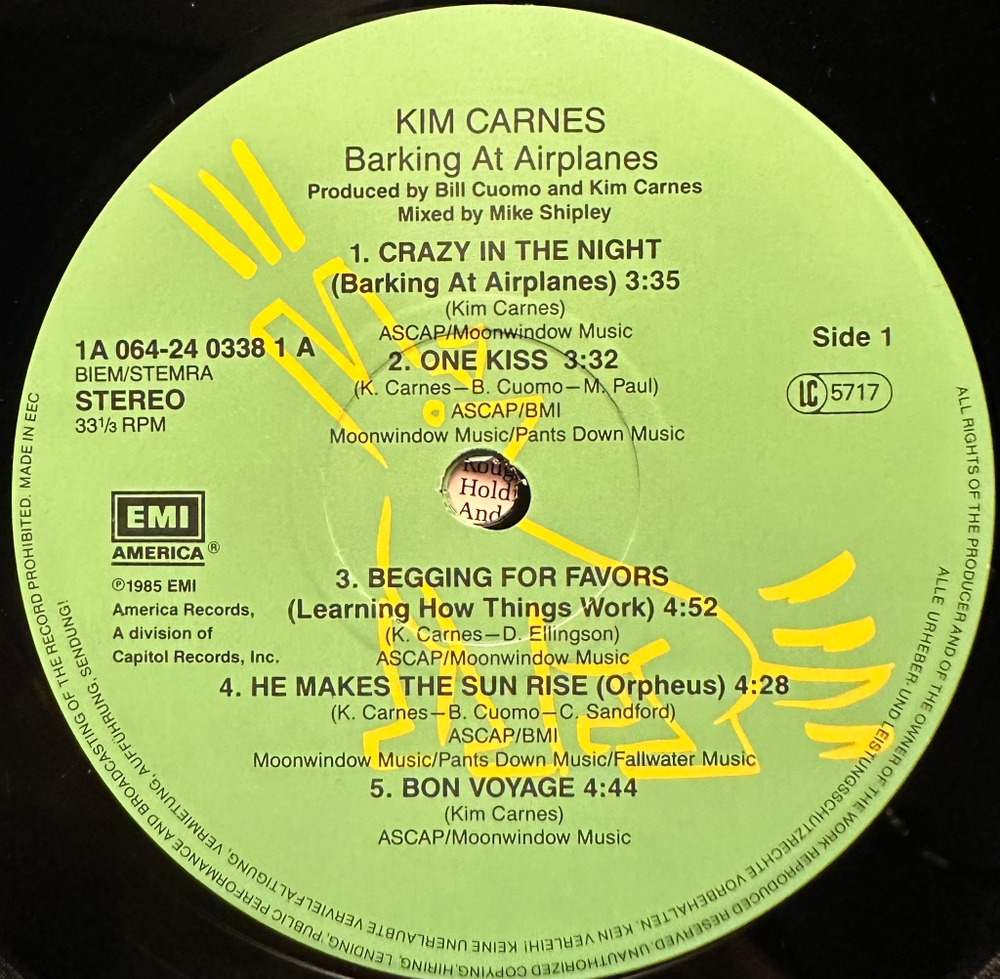 KIM CARNES
Barking At Airplanes
Produced by Bill Cuomo and Kim Carnes
Mixed by Mike Shipley
1. CRAZY IN THE NIGHT
(Barking At Airplanes) 3:35
(Kim Carnes)
ASCAP/Moonwindow Music
2. ONE KISS 3:32
(K. Carnes—B. Cuomo—M. Paul)
ASCAP/BMI
Moonwindow Music/Pants Down Music
1A 064-24 0338 1 A
BIEM/STEMRA
STEREO
33⅓ RPM
Side 1
LC 5717
Hold
And
EMI
AMERICA®
℗1985 EMI
America Records,
A division of
Capitol Records, Inc.
3. BEGGING FOR FAVORS
(Learning How Things Work) 4:52
(K. Carnes—D. Ellingson)
ASCAP/Moonwindow Music
4. HE MAKES THE SUN RISE (Orpheus) 4:28
(K. Carnes—B. Cuomo—C. Sandford)
ASCAP/BMI
Moonwindow Music/Pants Down Music/Fallwater Music
5. BON VOYAGE 4:44
(Kim Carnes)
ASCAP/Moonwindow Music
ALL RIGHTS OF THE PRODUCER AND OF THE OWNER OF THE WORK REPRODUCED RESERVED. UNAUTHORIZED COPYING, HIRING, LENDING, PUBLIC PERFORMANCE AND BROADCASTING OF THE RECORD PROHIBITED. MADE IN EEC
ALLE URHEBER- UND LEISTUNGSSCHUTZRECHTE VORBEHALTEN. KEIN VERLEIH! KEINE UNERLAUBTE VERVIELFÄLTIGUNG, VERMIETUNG, AUFFÜHRUNG, SENDUNG!